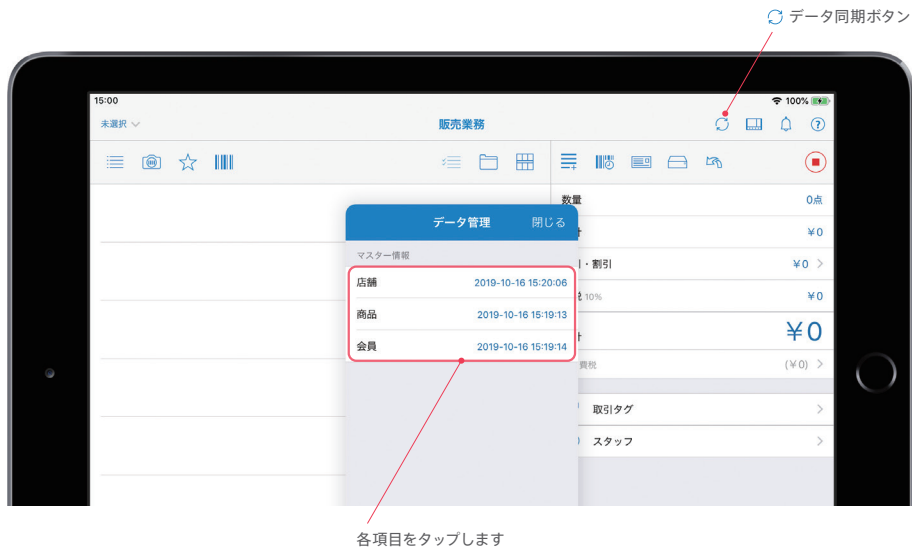 データ同期ボタン
15:00
100%
未選択
販売業務
?
数量
0点
データ管理
閉じる
¥0
マスター情報
・割引
¥0
店舗
2019-10-16 15:20:06
10%
¥0
商品
2019-10-16 15:19:13
¥0
会員
2019-10-16 15:19:14
費税
(¥0)
取引タグ
スタッフ
各項目をタップします